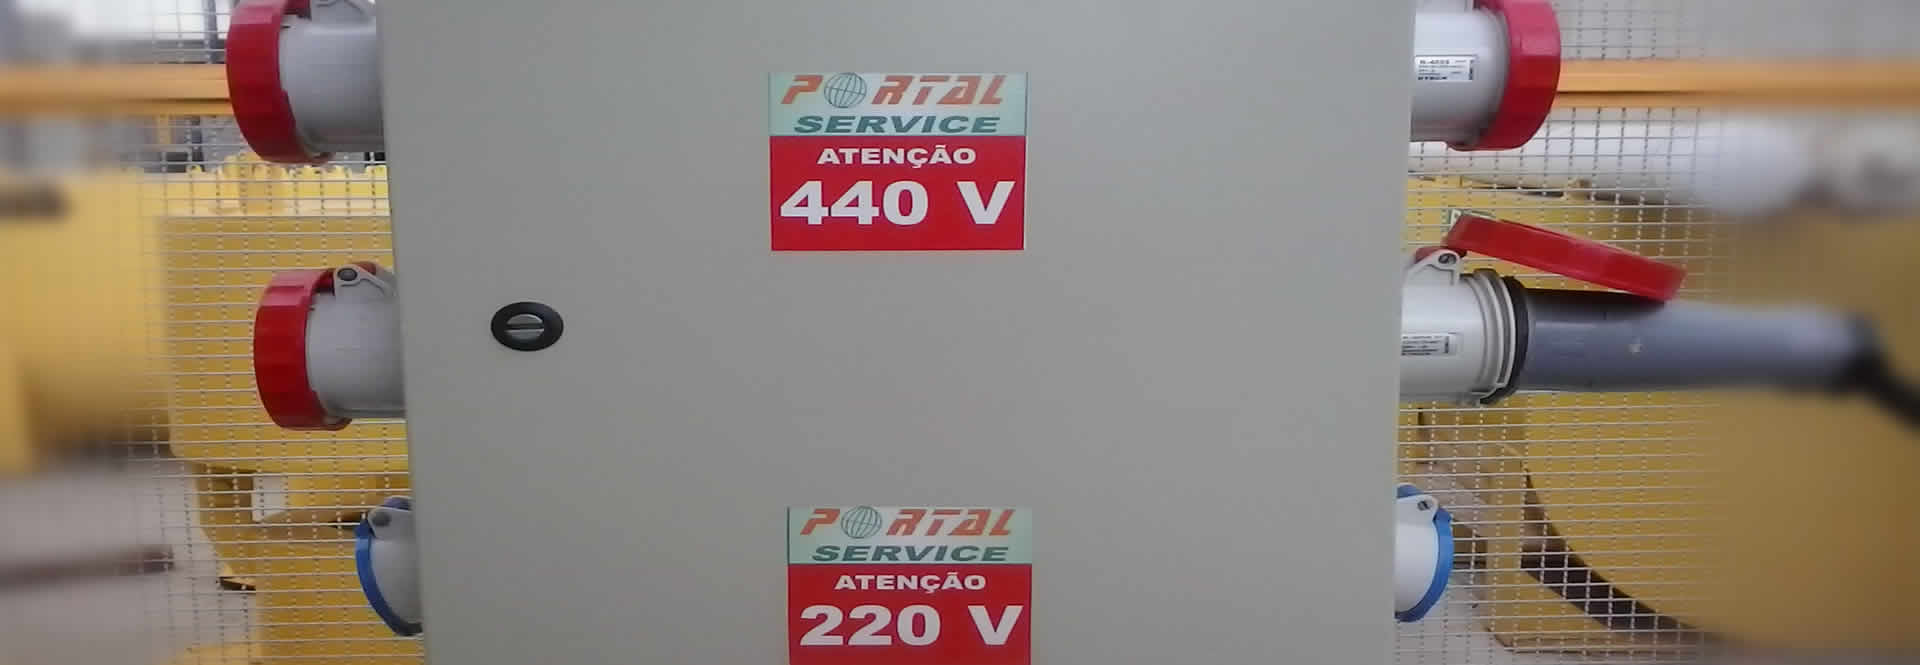 PORTAL
SERVICE
ATENÇÃO
440 V
PORTAL
SERVICE
ATENÇÃO
220 V